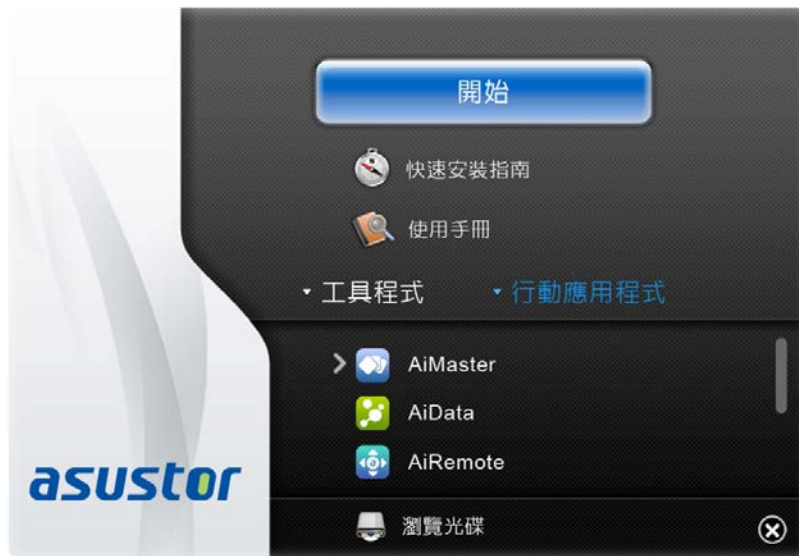 開始
快速安裝指南
使用手冊
工具程式
行動應用程式
AiMaster
AiData
AiRemote
asustor
瀏覽光碟